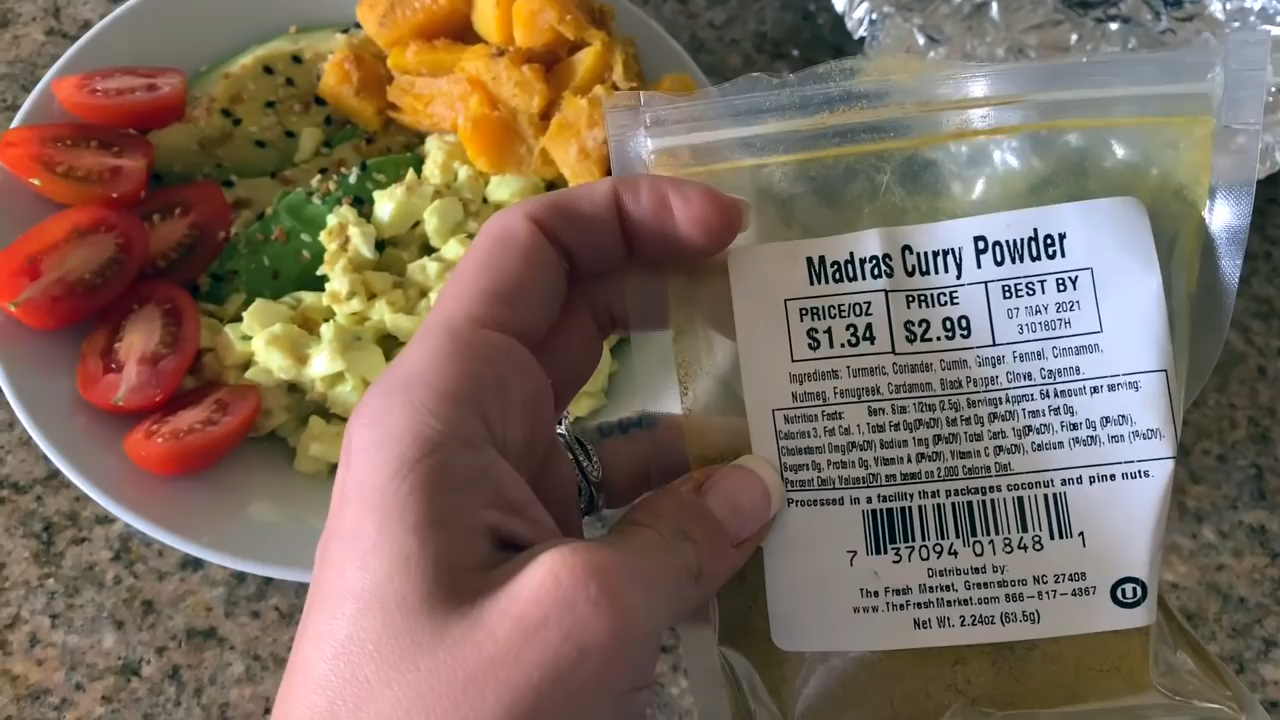 Madras Curry Powder
PRICE/OZ
$1.34
PRICE
$2.99
BEST BY
07 MAY 2021
3101807H
Ingredients: Turmeric, Coriander, Cumin, Ginger, Fennel, Cinnamon,
Nutmeg, Fenugreek, Cardamom, Black Pepper, Clove, Cayenne.
Nutrition Facts: Serv. Size: 1/2tsp (2.5g), Servings Approx. 64 Amount per serving:
Calories 3, Fat Cal. 1, Total Fat 0g(0%DV) Sat Fat 0g (0%DV) Trans Fat 0g,
Cholesterol 0mg(0%DV) Sodium 1mg (0%DV) Total Carb. 1g(0%DV), Fiber 0g (0%DV),
Sugars 0g, Protein 0g, Vitamin A (0%DV), Vitamin C (0%DV), Calcium (1%DV), Iron (1%DV).
Percent Daily Values(DV) are based on 2,000 Calorie Diet.
Processed in a facility that packages coconut and pine nuts.
7 37094 01848 1
Distributed by:
The Fresh Market, Greensboro NC 27408
www.TheFreshMarket.com 866-817-4367
U
Net Wt. 2.24oz (63.5g)